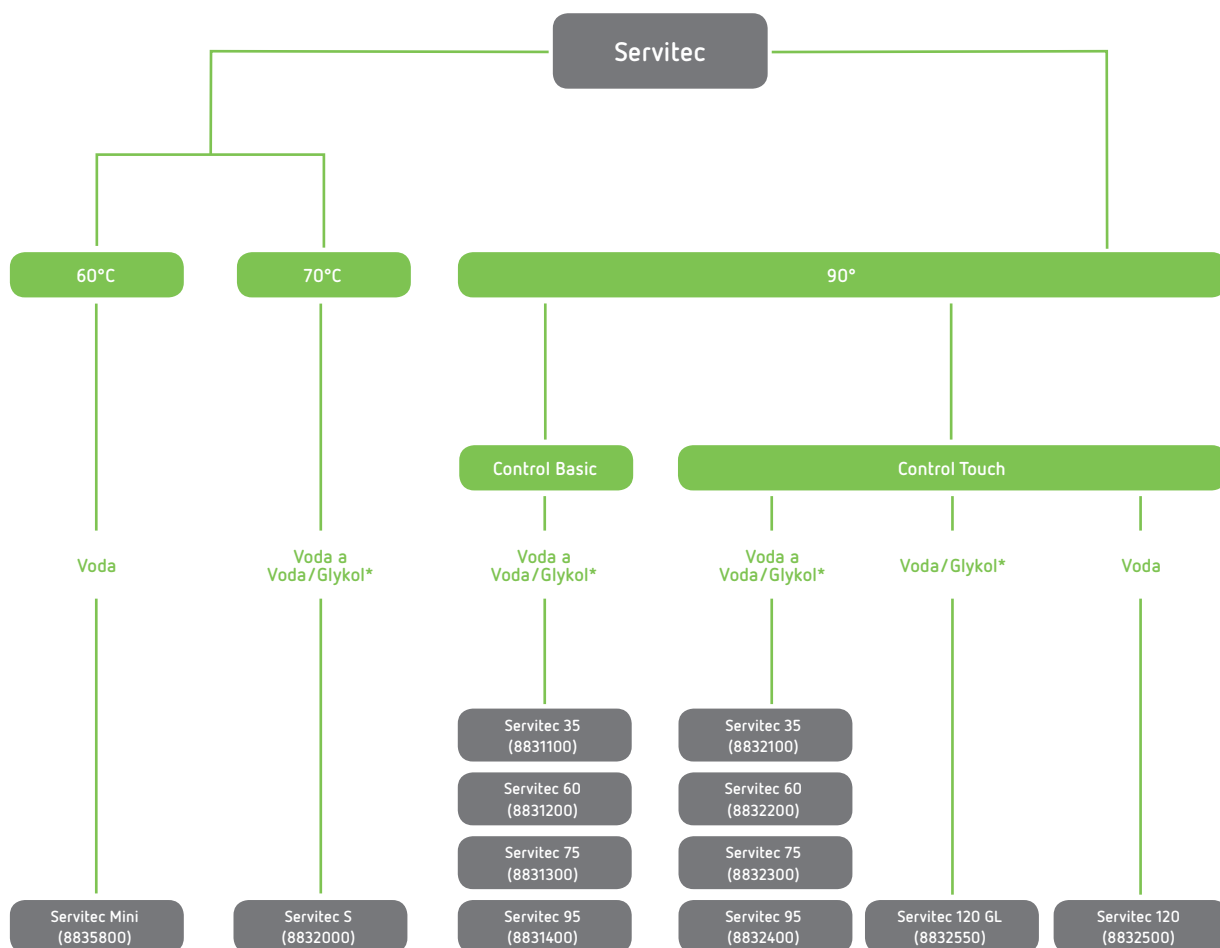 Servitec
60°C
70°C
90°
Control Basic
Control Touch
Voda
Voda a
Voda/Glykol*
Voda a
Voda/Glykol*
Voda a
Voda/Glykol*
Voda/Glykol*
Voda
Servitec 35
(8831100)
Servitec 35
(8832100)
Servitec 60
(8831200)
Servitec 60
(8832200)
Servitec 75
(8831300)
Servitec 75
(8832300)
Servitec Mini
(8835800)
Servitec S
(8832000)
Servitec 95
(8831400)
Servitec 95
(8832400)
Servitec 120 GL
(8832550)
Servitec 120
(8832500)